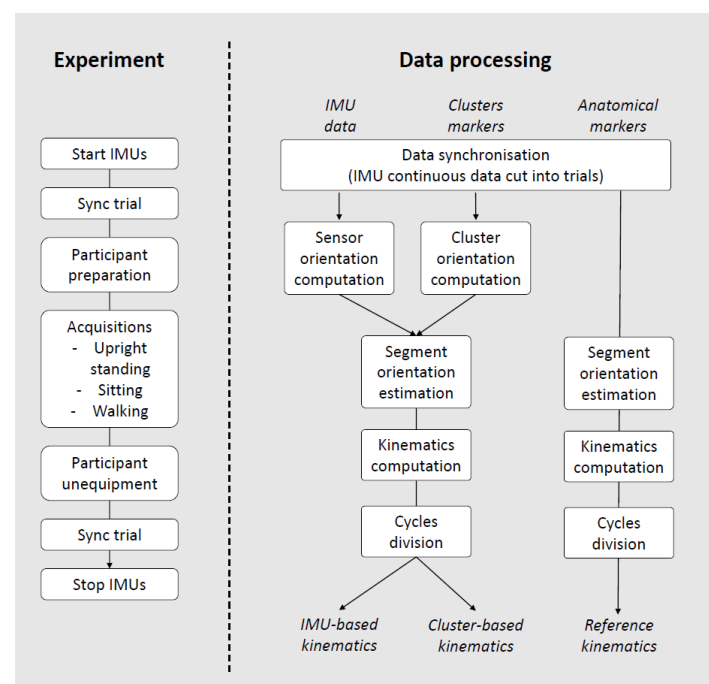 Experiment
Start IMUs
Sync trial
Participant
preparation
Acquisitions
- Upright
standing
- Sitting
- Walking
Participant
unequipment
Sync trial
Stop IMUs
Data processing
IMU
data
Clusters
markers
Anatomical
markers
Data synchronisation
(IMU continuous data cut into trials)
Sensor
orientation
computation
Cluster
orientation
computation
Segment
orientation
estimation
Kinematics
computation
Cycles
division
Segment
orientation
estimation
Kinematics
computation
Cycles
division
IMU-based
kinematics
Cluster-based
kinematics
Reference
kinematics